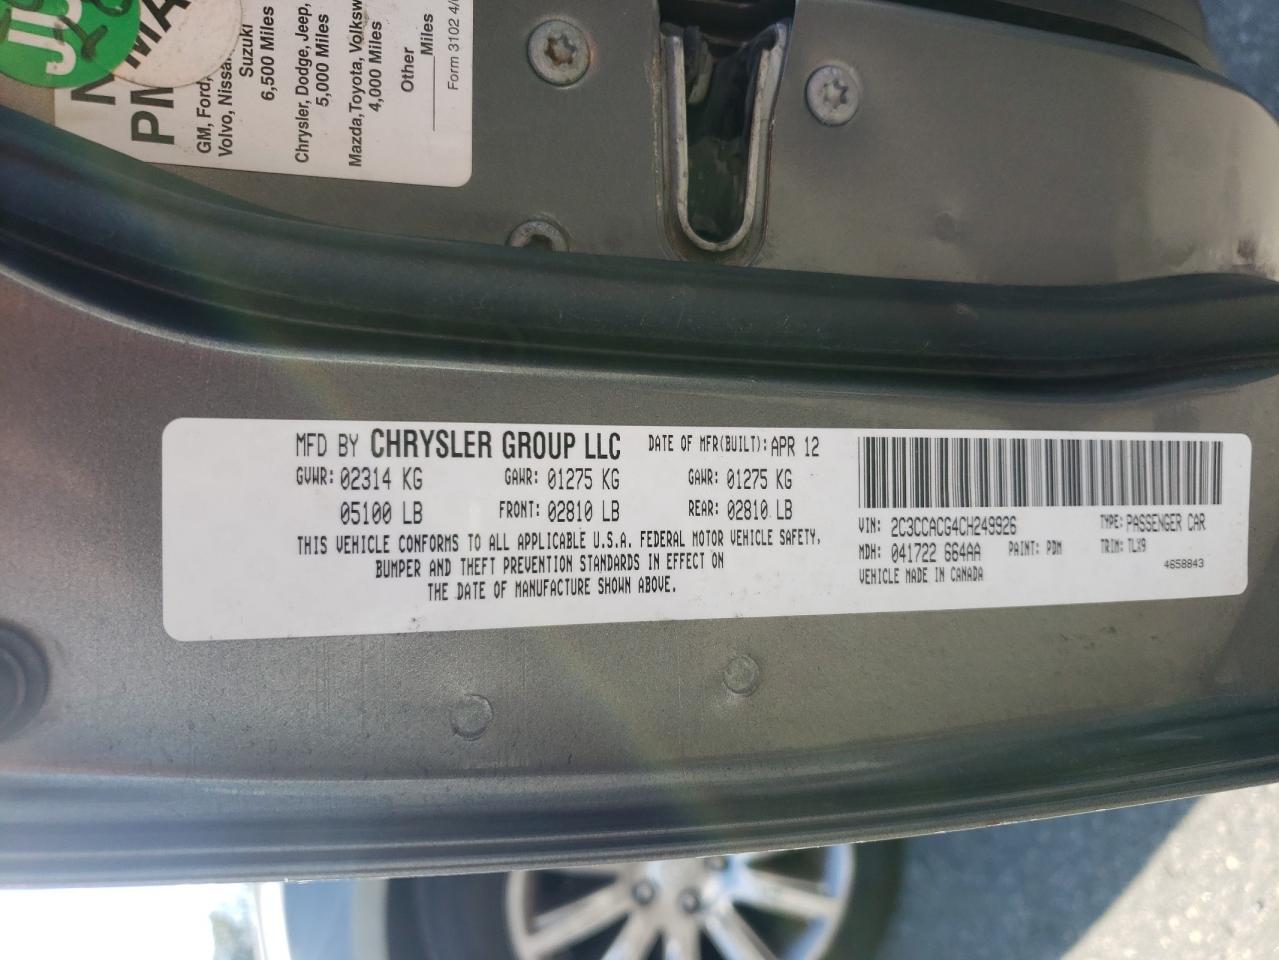 GM, Ford,
Volvo, Nissan
Suzuki
6,500 Miles
Chrysler, Dodge, Jeep,
5,000 Miles
Mazda, Toyota, Volksw
4,000 Miles
Other
Miles
Form 3102 4/
MFD BY CHRYSLER GROUP LLC DATE OF MFR(BUILT): APR 12
GVWR: 02314 KG GAWR: 01275 KG GAWR: 01275 KG
05100 LB FRONT: 02810 LB REAR: 02810 LB
THIS VEHICLE CONFORMS TO ALL APPLICABLE U.S.A. FEDERAL MOTOR VEHICLE SAFETY,
BUMPER AND THEFT PREVENTION STANDARDS IN EFFECT ON
THE DATE OF MANUFACTURE SHOWN ABOVE.
VIN: 2C3CCACG4CH249926 TYPE: PASSENGER CAR
MDH: 041722 664AA PAINT: PDM TRIM: TLX9
VEHICLE MADE IN CANADA 4658843